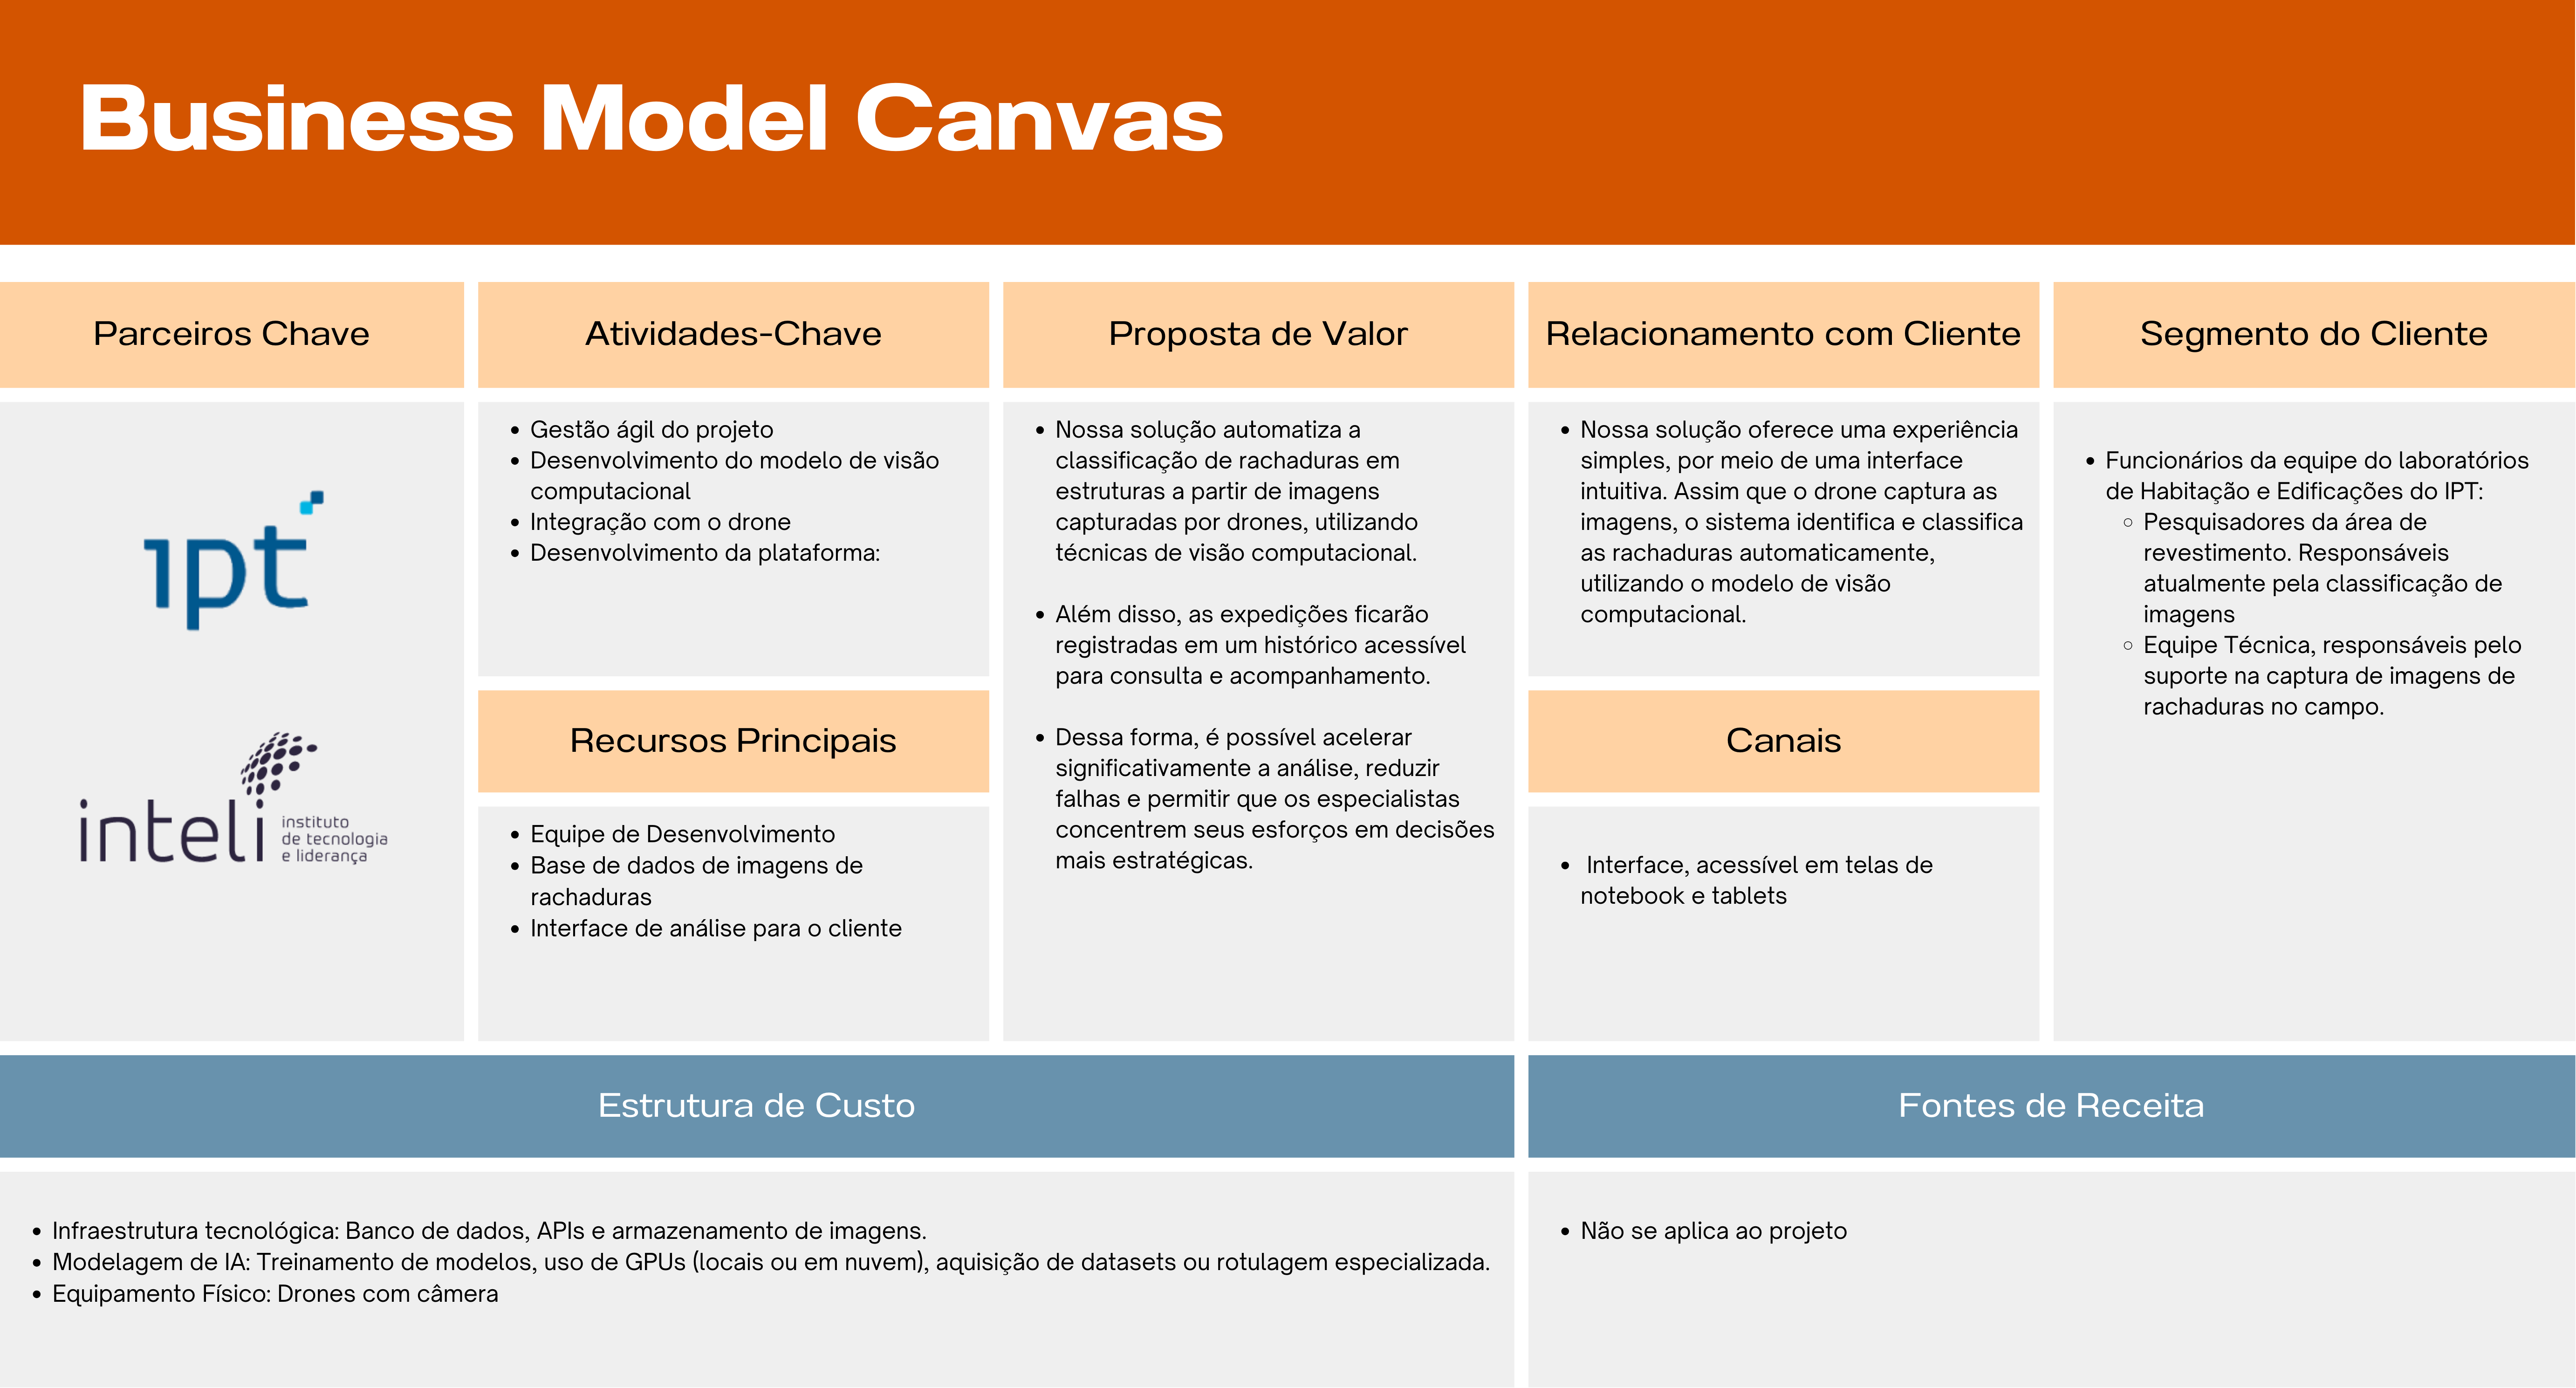 Business Model Canvas
Parceiros Chave
ipt
inteli
instituto
de tecnologia
e liderança
Atividades-Chave
• Gestão ágil do projeto
• Desenvolvimento do modelo de visão
computacional
• Integração com o drone
• Desenvolvimento da plataforma:
Recursos Principais
• Equipe de Desenvolvimento
• Base de dados de imagens de
rachaduras
• Interface de análise para o cliente
Proposta de Valor
• Nossa solução automatiza a
classificação de rachaduras em
estruturas a partir de imagens
capturadas por drones, utilizando
técnicas de visão computacional.
• Além disso, as expedições ficarão
registradas em um histórico acessível
para consulta e acompanhamento.
• Dessa forma, é possível acelerar
significativamente a análise, reduzir
falhas e permitir que os especialistas
concentrem seus esforços em decisões
mais estratégicas.
Relacionamento com Cliente
• Nossa solução oferece uma experiência
simples, por meio de uma interface
intuitiva. Assim que o drone captura as
imagens, o sistema identifica e classifica
as rachaduras automaticamente,
utilizando o modelo de visão
computacional.
Canais
• Interface, acessível em telas de
notebook e tablets
Segmento do Cliente
• Funcionários da equipe do laboratórios
de Habitação e Edificações do IPT:
◦ Pesquisadores da área de
revestimento. Responsáveis
atualmente pela classificação de
imagens
◦ Equipe Técnica, responsáveis pelo
suporte na captura de imagens de
rachaduras no campo.
Estrutura de Custo
• Infraestrutura tecnológica: Banco de dados, APIs e armazenamento de imagens.
• Modelagem de IA: Treinamento de modelos, uso de GPUs (locais ou em nuvem), aquisição de datasets ou rotulagem especializada.
• Equipamento Físico: Drones com câmera
Fontes de Receita
• Não se aplica ao projeto